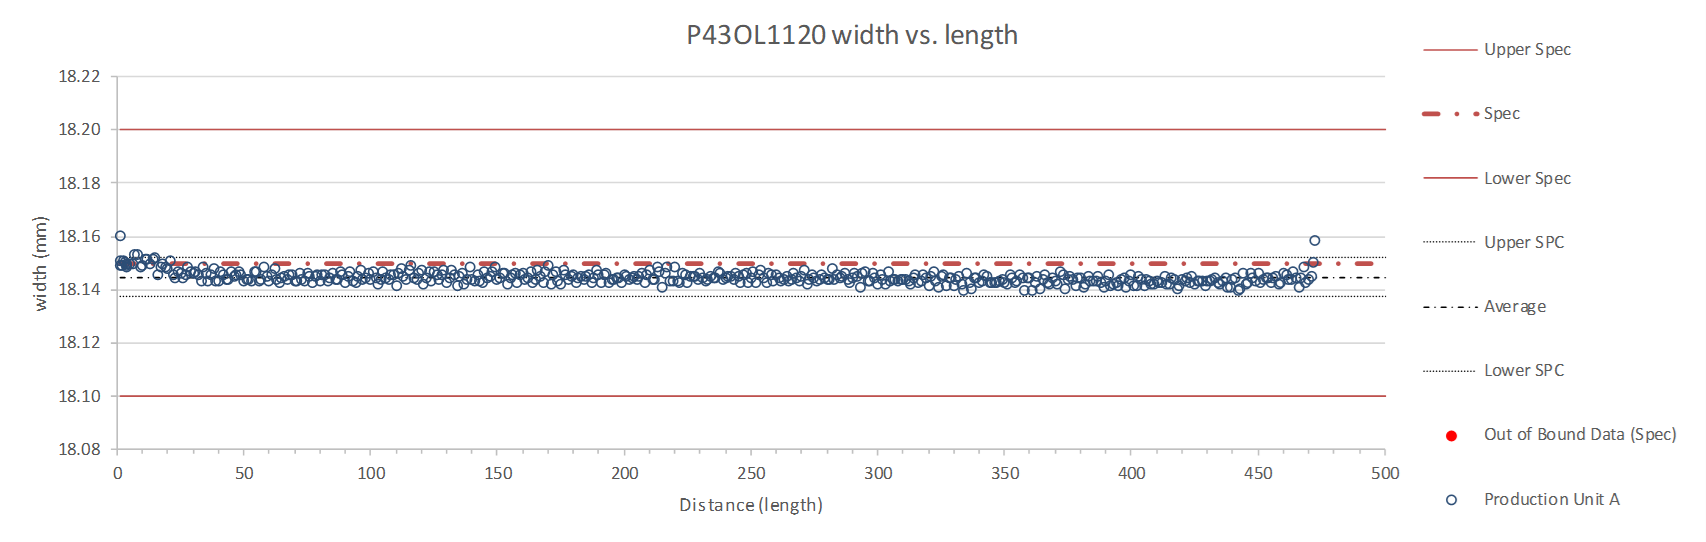 P43OL1120 width vs. length
18.22
18.20
18.18
18.16
18.14
18.12
18.10
18.08
width (mm)
0 50 100 150 200 250 300 350 400 450 500
Distance (length)
Upper Spec
Spec
Lower Spec
Upper SPC
Average
Lower SPC
Out of Bound Data (Spec)
Production Unit A